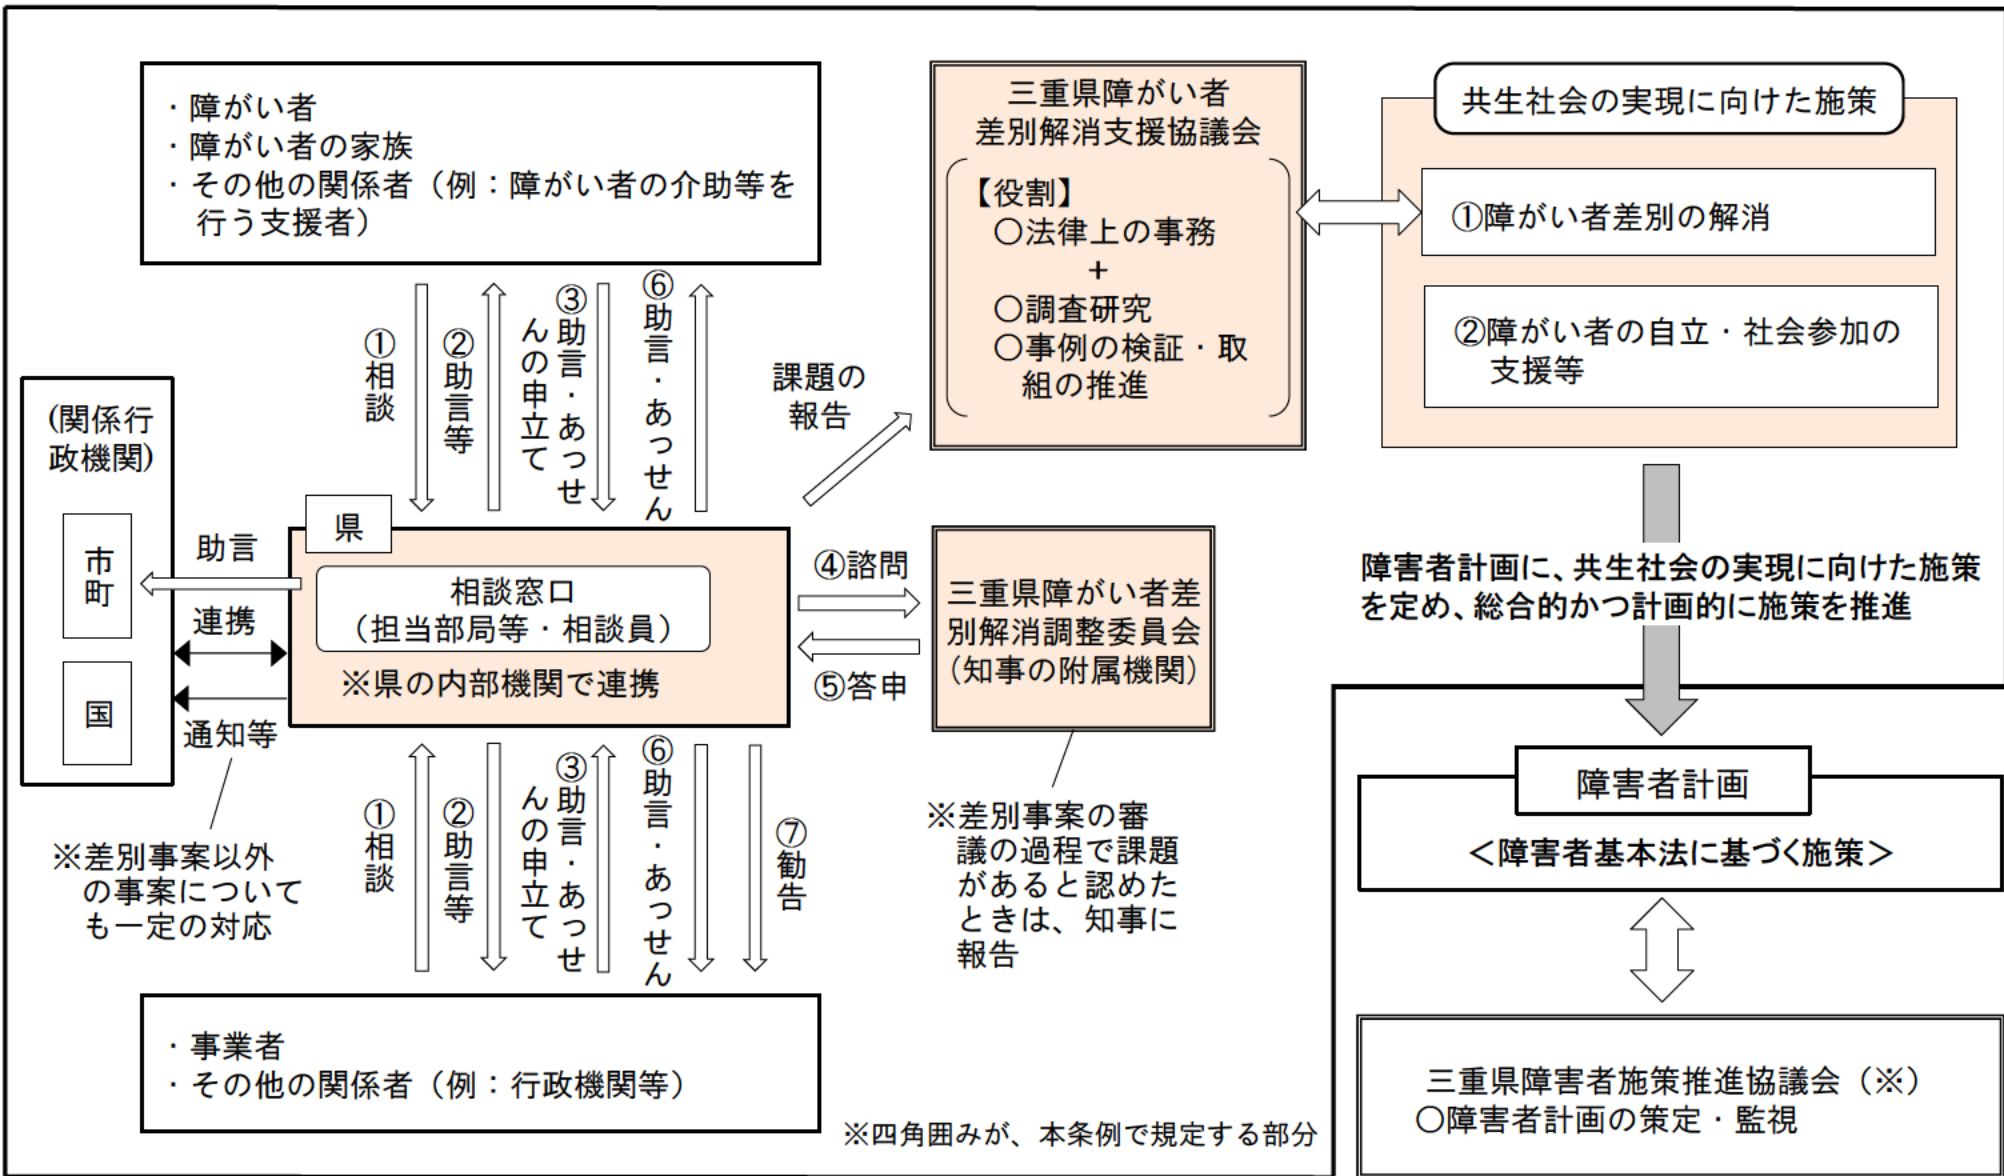 ・障がい者
・障がい者の家族
・その他の関係者（例：障がい者の介助等を
行う支援者）
三重県障がい者
差別解消支援協議会
【役割】
〇法律上の事務
+
〇調査研究
〇事例の検証・取
組の推進
共生社会の実現に向けた施策
①障がい者差別の解消
②障がい者の自立・社会参加の
支援等
①相談
②助言等
③助言・あっせ
んの申立て
⑥助言・あっせん
課題の
報告
(関係行
政機関)
市町
国
助言
連携
通知等
県
相談窓口
（担当部局等・相談員）
※県の内部機関で連携
④諮問
⑤答申
三重県障がい者差
別解消調整委員会
(知事の附属機関)
障害者計画に、共生社会の実現に向けた施策
を定め、総合的かつ計画的に施策を推進
※差別事案以外
の事案について
も一定の対応
①相談
②助言等
③助言・あっせ
んの申立て
⑥助言・あっせん
⑦勧告
※差別事案の審
議の過程で課題
があると認めた
ときは、知事に
報告
障害者計画
＜障害者基本法に基づく施策＞
・事業者
・その他の関係者（例：行政機関等）
※四角囲みが、本条例で規定する部分
三重県障害者施策推進協議会（※）
〇障害者計画の策定・監視